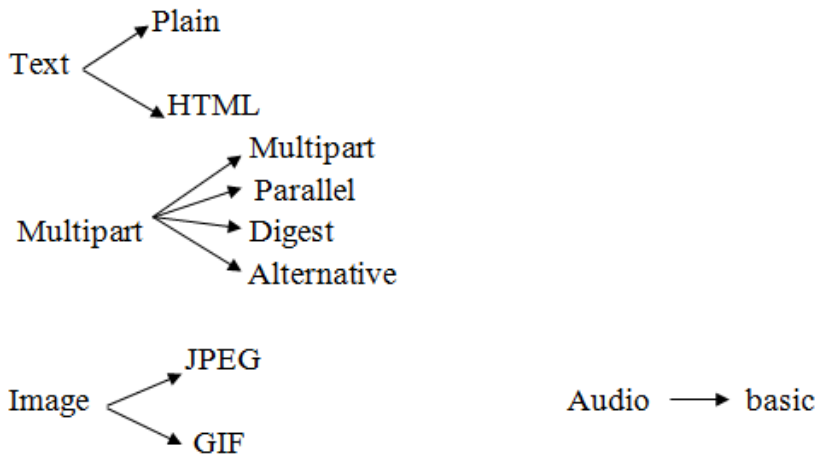 Plain
Text
HTML
Multipart
Parallel
Multipart
Digest
Alternative
JPEG
Image
Audio
basic
GIF